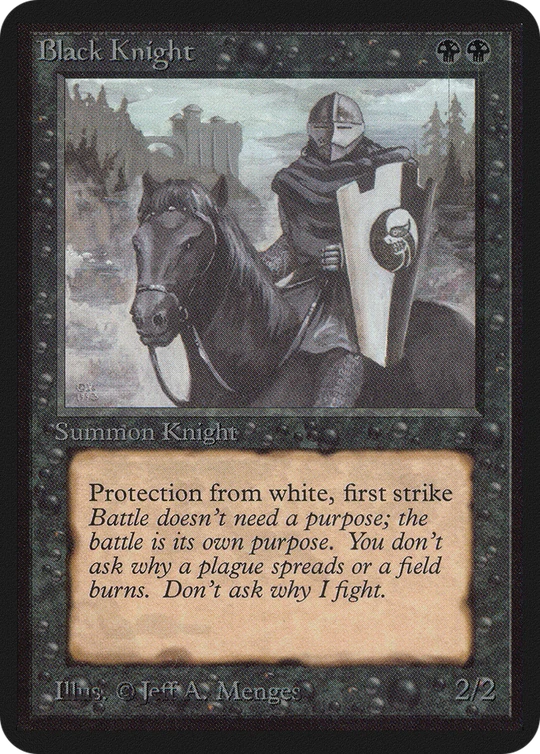 Black Knight
Summon Knight
Protection from white, first strike
Battle doesn't need a purpose; the
battle is its own purpose. You don't
ask why a plague spreads or a field
burns. Don't ask why I fight.
Illus. © Jeff A. Menges
2/2